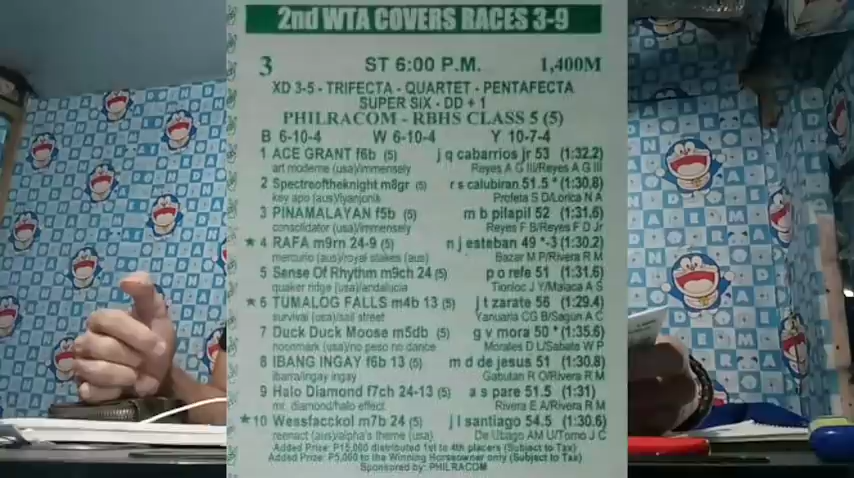 2nd WTA COVERS RACES 3-9
3 ST 6:00 P.M. 1,400M
XD 3-5 - TRIFECTA - QUARTET - PENTAFECTA
SUPER SIX - DD + 1
PHILRACOM - RBHS CLASS 5 (5)
B 6-10-4 W 6-10-4 Y 10-7-4
1 ACE GRANT f6b (5) j q cabarrios jr 53 (1:32.2)
art moderne (usa)/immensely Reyes A G III/Reyes A G III
2 Spectreoftheknight m8gr (5) r s calubiran 51.5 * (1:30.8)
key apo (aus)/iyanjonik Profeta S D/Lorica N A
3 PINAMALAYAN f5b (5) m b pilapil 52 (1:31.6)
consolidator (usa)/immensely Reyes F B/Reyes F D Jr
★ 4 RAFA m9rn 24-9 (5) n j esteban 49 *-3 (1:30.2)
mercurio (aus)/royal stakes (aus) Bazar M P/Rivera R M
5 Sense Of Rhythm m9ch 24 (5) p o refe 51 (1:31.6)
quaker ridge (usa)/andalucia Tionloc J Y/Malaca A S
★ 6 TUMALOG FALLS m4b 13 (5) j t zarate 56 (1:29.4)
survival (usa)/sail street Yanuaria CG B/Sagun A C
7 Duck Duck Moose m5db (5) g v mora 50 * (1:35.6)
noonmark (usa)/no peso no dance Morales D L/Sabate W P
8 IBANG INGAY f6b 13 (5) m d de jesus 51 (1:30.8)
ibarra/ingay ingay Gabutan R O/Rivera R M
9 Halo Diamond f7ch 24-13 (5) a s pare 51.5 (1:31)
mr. diamond/halo effect Rivera E A/Rivera R M
★ 10 Wessfacckol m7b 24 (5) j l santiago 54.5 (1:30.6)
reenact (aus)/alpha's theme (usa) De Ubago AM U/Torno J C
Added Prize: P15,000 distributed 1st to 4th placers (Subject to Tax)
Added Prize: P5,000 to the Winning Horseowner only (Subject to Tax)
Sponsored by: PHILRACOM